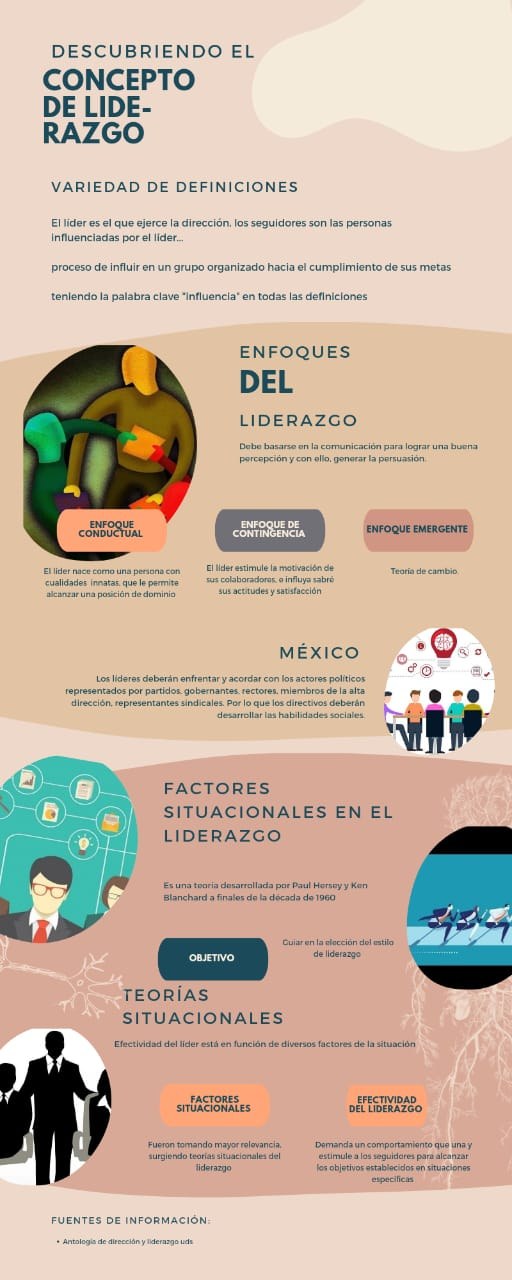 DESCUBRIENDO EL
CONCEPTO
DE LIDE-
RAZGO
VARIEDAD DE DEFINICIONES
El líder es el que ejerce la dirección. los seguidores son las personas
influenciadas por el líder...
proceso de influir en un grupo organizado hacia el cumplimiento de sus metas
teniendo la palabra clave "influencia" en todas las definiciones
ENFOQUES
DEL
LIDERAZGO
Debe basarse en la comunicación para lograr una buena
percepción y con ello, generar la persuasión.
ENFOQUE
CONDUCTUAL
El líder nace como una persona con
cualidades innatas, que le permite
alcanzar una posición de dominio
ENFOQUE DE
CONTINGENCIA
El líder estimule la motivación de
sus colaboradores, e influya sabré
sus actitudes y satisfacción
ENFOQUE EMERGENTE
Teoría de cambio.
MÉXICO
Los líderes deberán enfrentar y acordar con los actores políticos
representados por partidos, gobernantes, rectores, miembros de la alta
dirección, representantes sindicales. Por lo que los directivos deberán
desarrollar las habilidades sociales.
FACTORES
SITUACIONALES EN EL
LIDERAZGO
Es una teoría desarrollada por Paul Hersey y Ken
Blanchard a finales de la década de 1960
OBJETIVO
Guiar en la elección del estilo
de liderazgo
TEORÍAS
SITUACIONALES
Efectividad del líder está en función de diversos factores de la situación
FACTORES
SITUACIONALES
Fueron tomando mayor relevancia,
surgiendo teorías situacionales del
liderazgo
EFECTIVIDAD
DEL LIDERAZGO
Demanda un comportamiento que una y
estimule a los seguidores para alcanzar
los objetivos establecidos en situaciones
específicas
FUENTES DE INFORMACIÓN:
• Antología de dirección y liderazgo uds